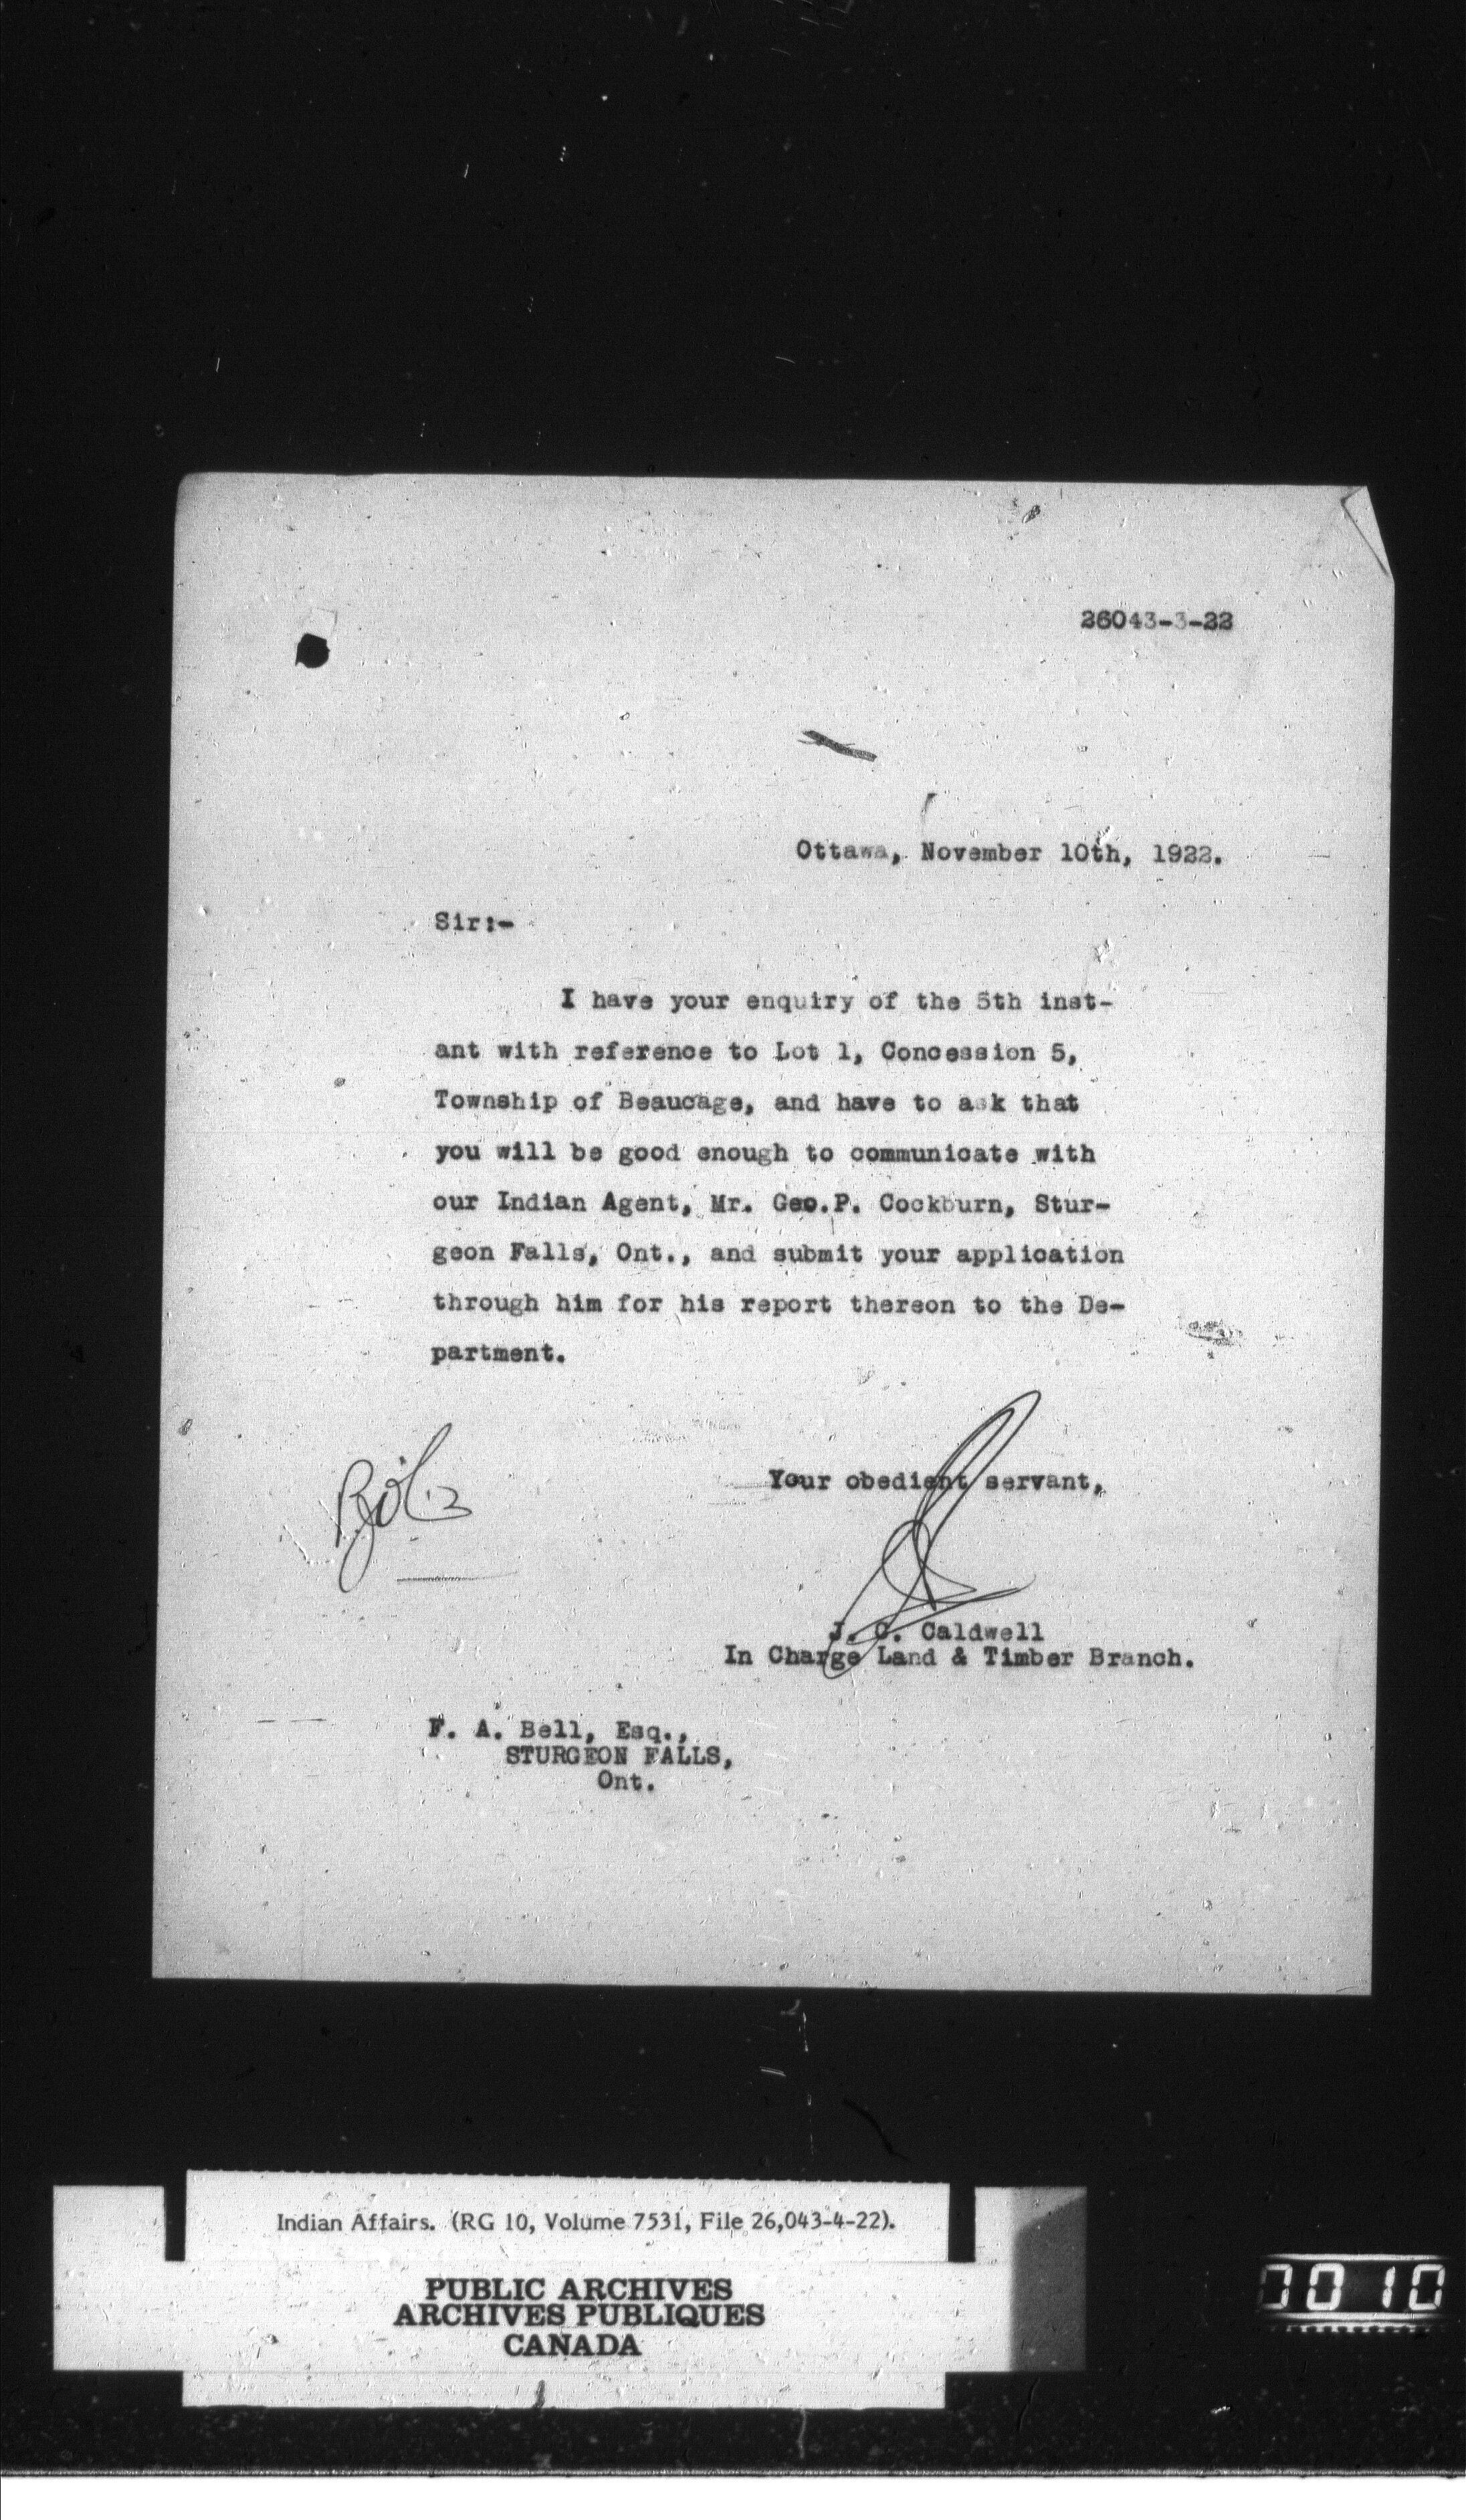 26043-3-22
Ottawa, November 10th, 1922.
Sir:-
I have your enquiry of the 5th inst-
ant with reference to Lot 1, Concession 5,
Township of Beaucage, and have to ask that
you will be good enough to communicate with
our Indian Agent, Mr. Geo.P. Cockburn, Stur-
geon Falls, Ont., and submit your application
through him for his report thereon to the De-
partment.
Your obedient servant,
J. C. Caldwell
In Charge Land & Timber Branch.
F. A. Bell, Esq.,
STURGEON FALLS,
Ont.
Indian Affairs. (RG 10, Volume 7531, File 26,043-4-22).
PUBLIC ARCHIVES
ARCHIVES PUBLIQUES
CANADA
0010